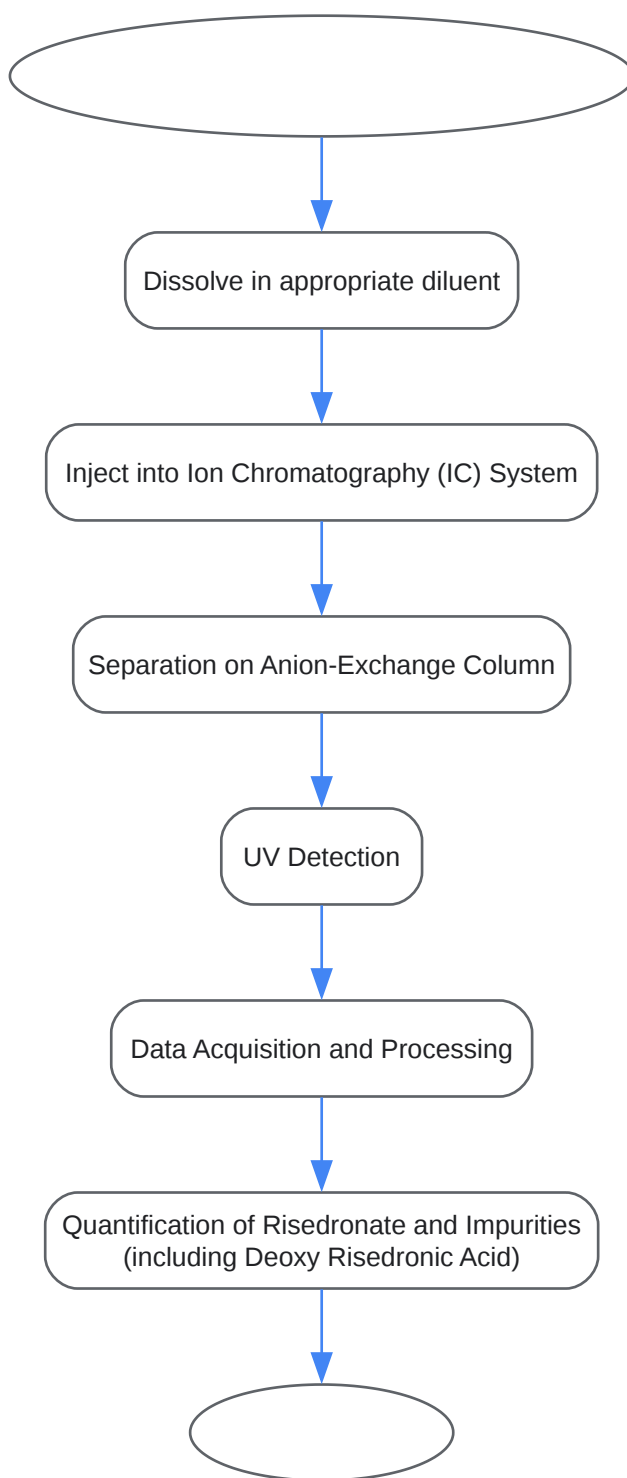 Dissolve in appropriate diluent
Inject into Ion Chromatography (IC) System
Separation on Anion-Exchange Column
UV Detection
Data Acquisition and Processing
Quantification of Risedronate and Impurities
(including Deoxy Risedronic Acid)